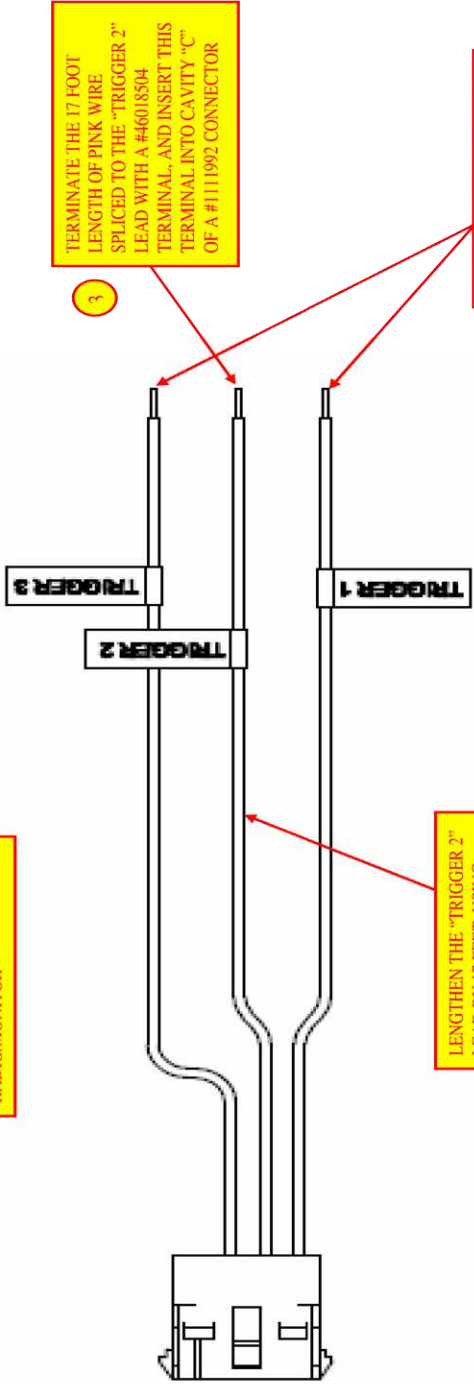 TERMINATE THE 17 FOOT
LENGTH OF PINK WIRE
SPLICED TO THE “TRIGGER 2”
LEAD WITH A #46018504
TERMINAL, AND INSERT THIS
TERMINAL INTO CAVITY “C”
OF A #1111992 CONNECTOR
3
TRIGGER 3
TRIGGER 2
TRIGGER 1
LENGTHEN THE “TRIGGER 2”